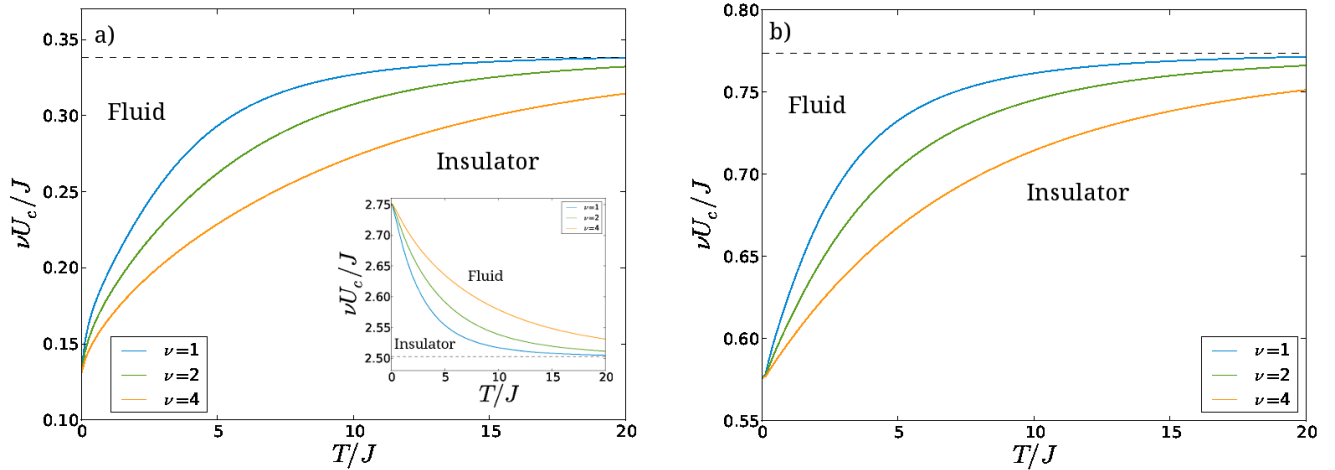 a)
νU_c/J
0.35
0.30
0.25
0.20
0.15
0.10
Fluid
Insulator
ν=1
ν=2
ν=4
0 5 10 15 20
T/J
νU_c/J
2.75
2.70
2.65
2.60
2.55
2.50
ν=1
ν=2
ν=4
Fluid
Insulator
0 5 10 15 20
T/J
b)
νU_c/J
0.80
0.75
0.70
0.65
0.60
0.55
Fluid
Insulator
ν=1
ν=2
ν=4
0 5 10 15 20
T/J